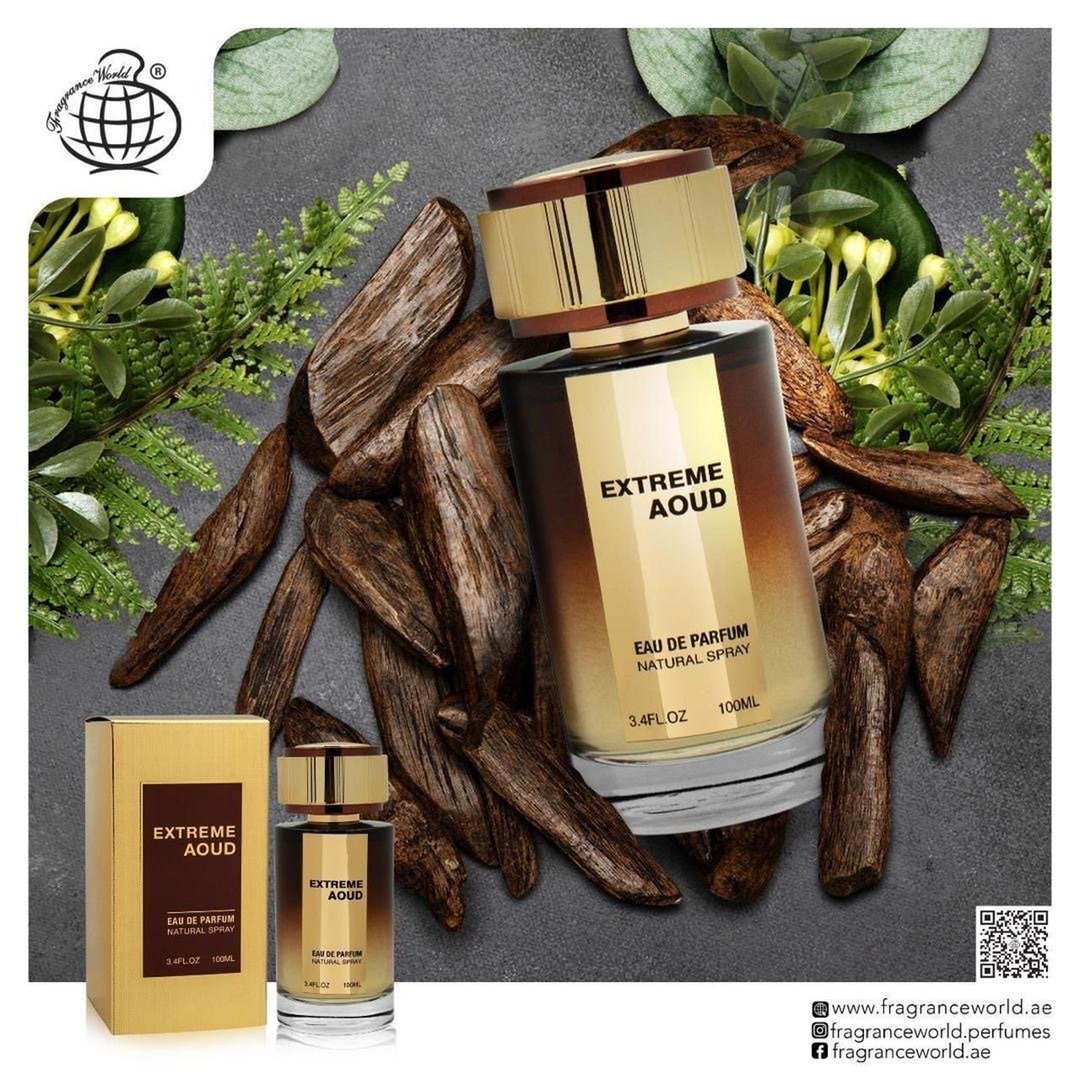 Fragrance World ®
EXTREME
AOUD
EAU DE PARFUM
NATURAL SPRAY
3.4FL.OZ 100ML
EXTREME
AOUD
EAU DE PARFUM
NATURAL SPRAY
3.4FL.OZ 100ML
EXTREME
AOUD
EAU DE PARFUM
NATURAL SPRAY
3.4FL.OZ 100ML
www.fragranceworld.ae
fragranceworld.perfumes
fragranceworld.ae